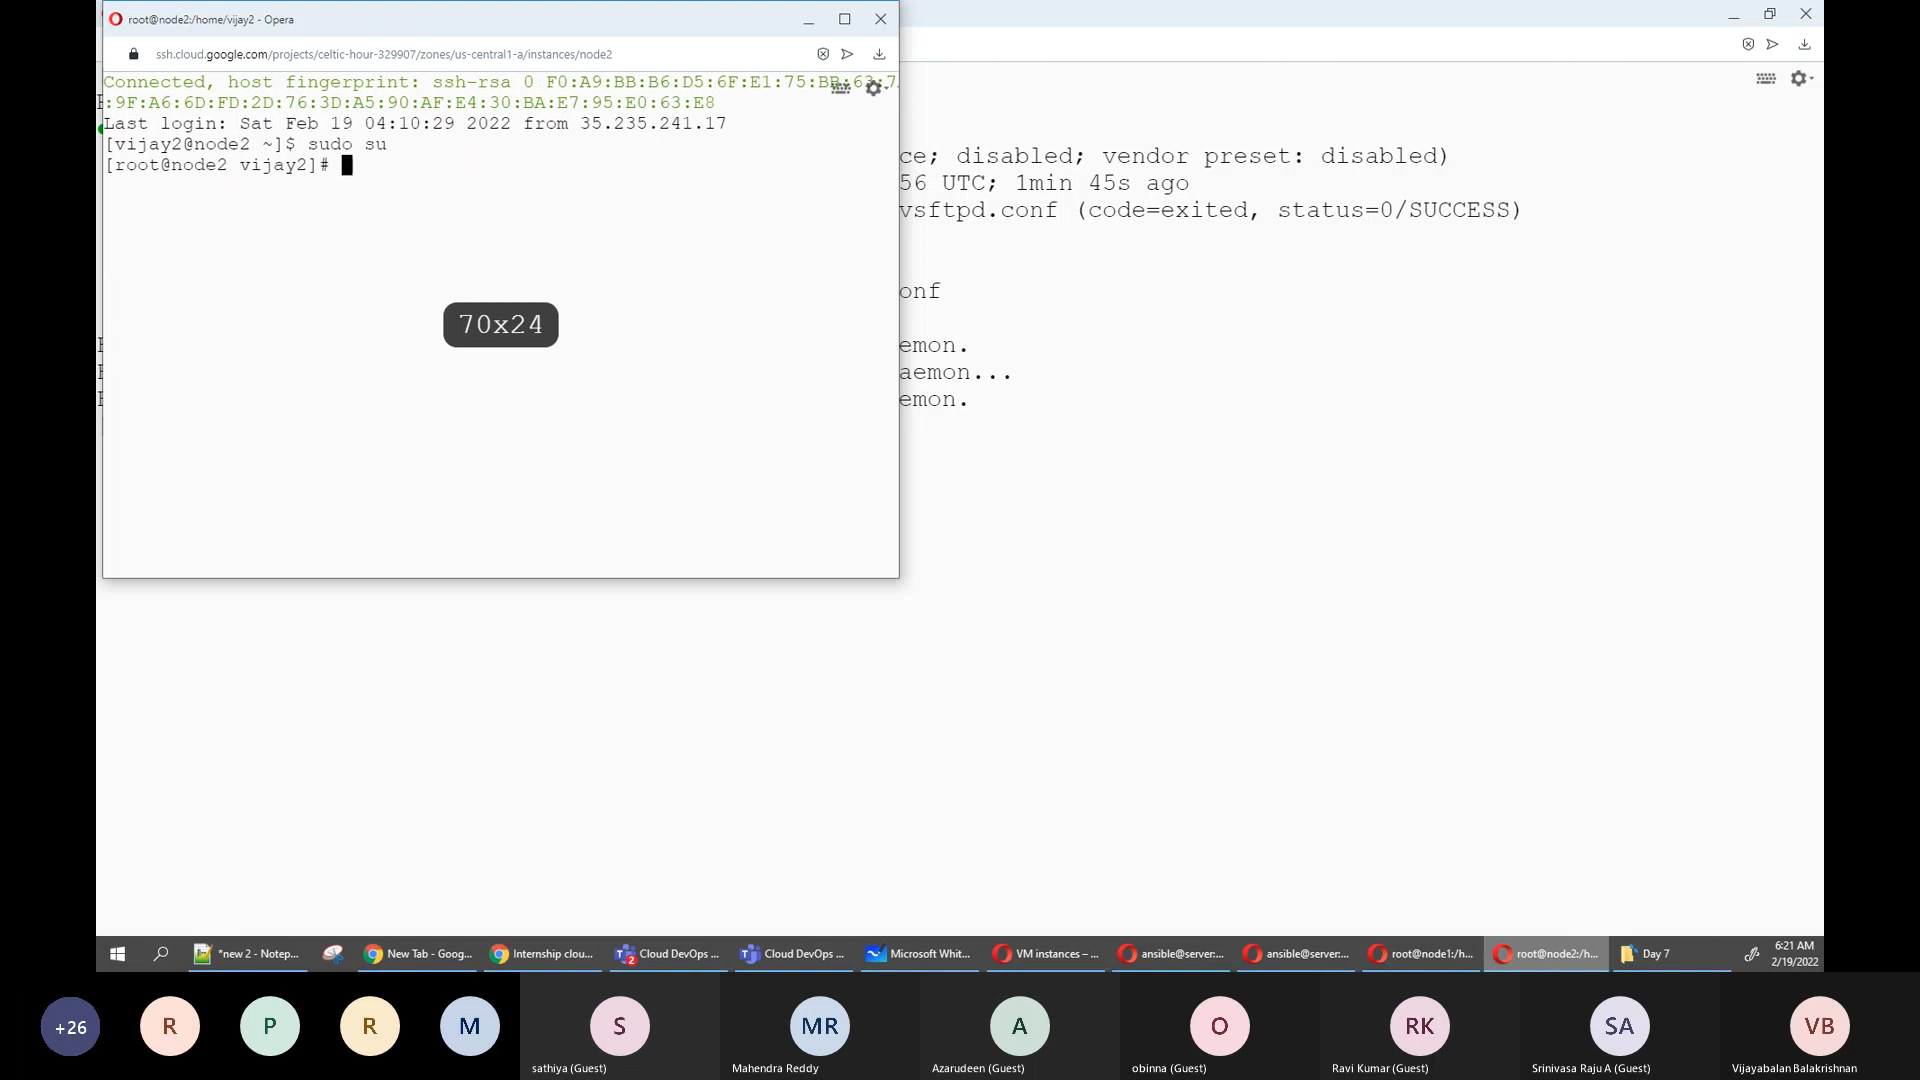 root@node2:/home/vijay2 - Opera
ssh.cloud.google.com/projects/celtic-hour-329907/zones/us-central1-a/instances/node2
Connected, host fingerprint: ssh-rsa 0 F0:A9:BB:B6:D5:6F:E1:75:BB:63:7
:9F:A6:6D:FD:2D:76:3D:A5:90:AF:E4:30:BA:E7:95:E0:63:E8
Last login: Sat Feb 19 04:10:29 2022 from 35.235.241.17
[vijay2@node2 ~]$ sudo su
[root@node2 vijay2]#
70x24
ce; disabled; vendor preset: disabled)
56 UTC; 1min 45s ago
vsftpd.conf (code=exited, status=0/SUCCESS)
onf
emon.
aemon...
emon.
*new 2 - Notep...
New Tab - Goog...
Internship clou...
2
Cloud DevOps ...
Cloud DevOps ...
Microsoft Whit...
VM instances – ...
ansible@server:...
ansible@server:...
root@node1:/h...
root@node2:/h...
Day 7
6:21 AM
2/19/2022
+26
R
P
R
M
S
MR
A
O
RK
SA
VB
sathiya (Guest)
Mahendra Reddy
Azarudeen (Guest)
obinna (Guest)
Ravi Kumar (Guest)
Srinivasa Raju A (Guest)
Vijayabalan Balakrishnan